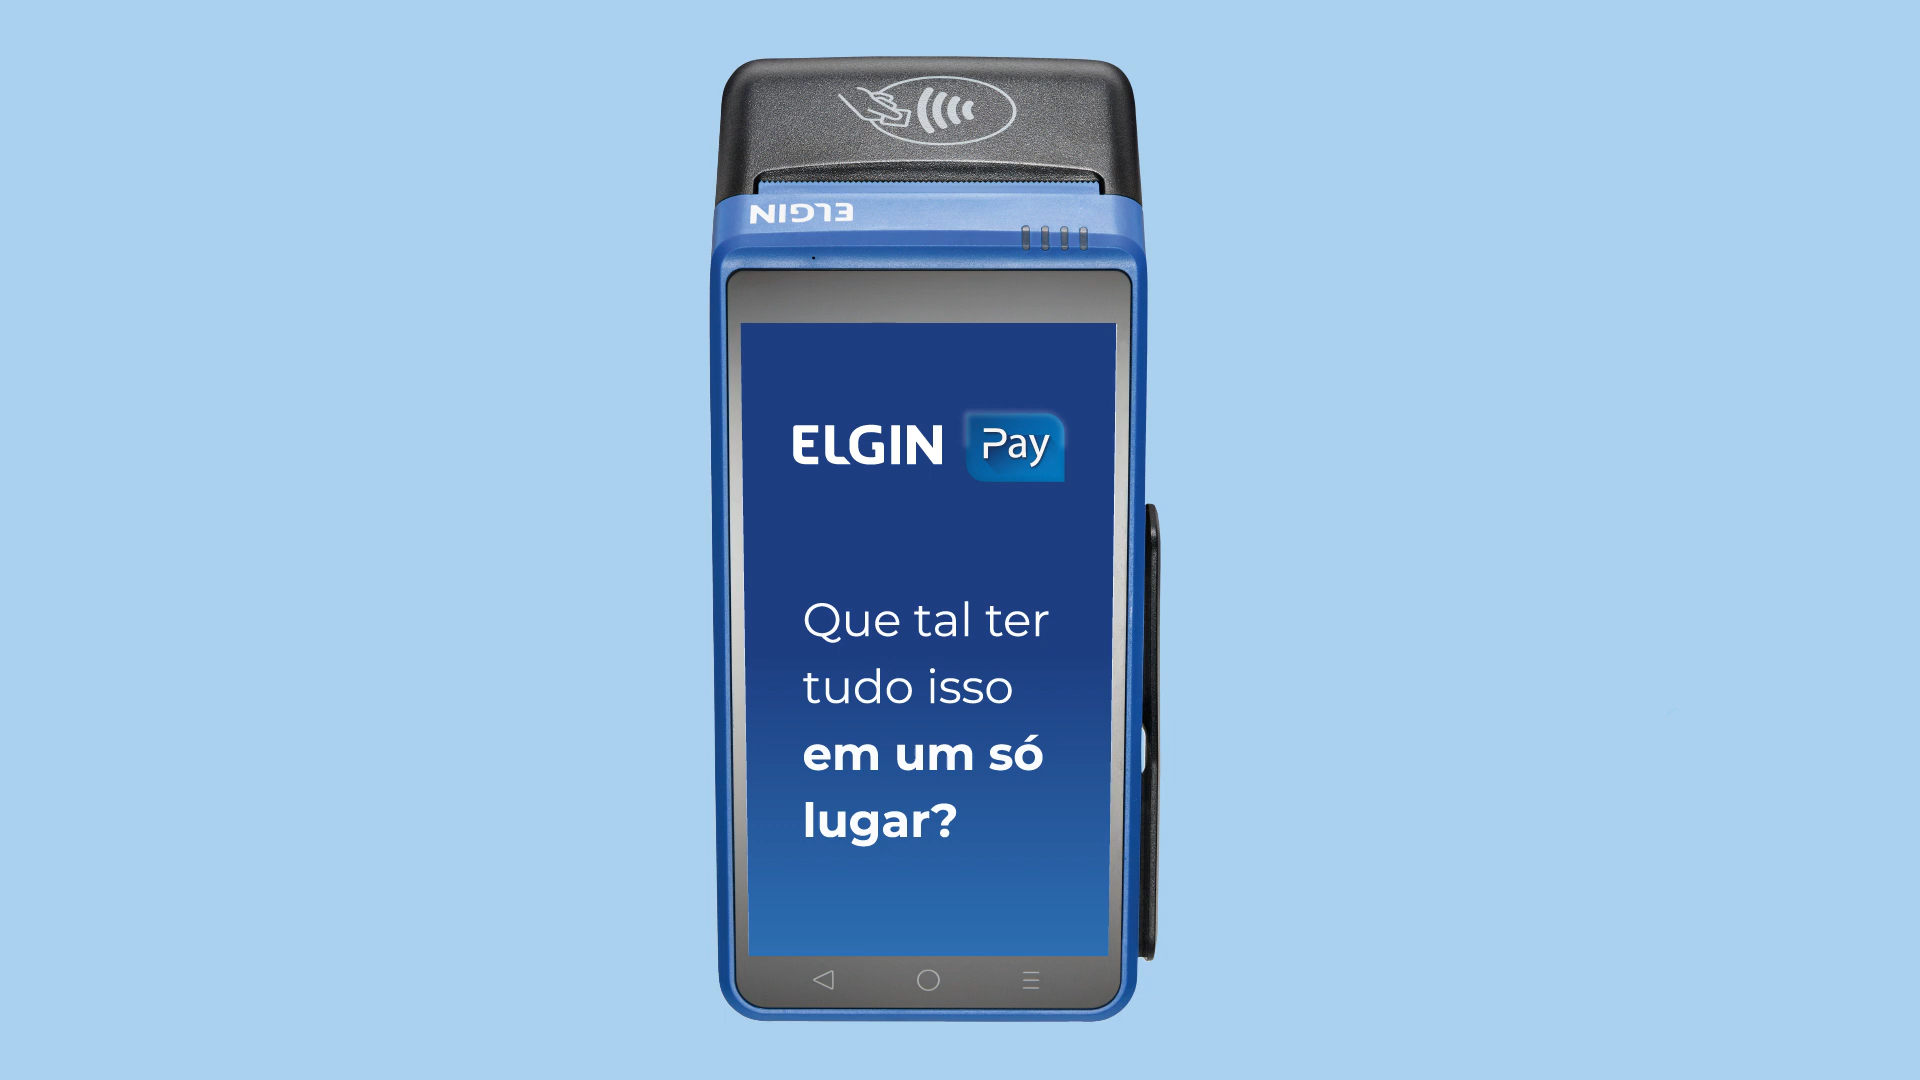 ELGIN
ELGIN Pay
Que tal ter
tudo isso
em um só
lugar?